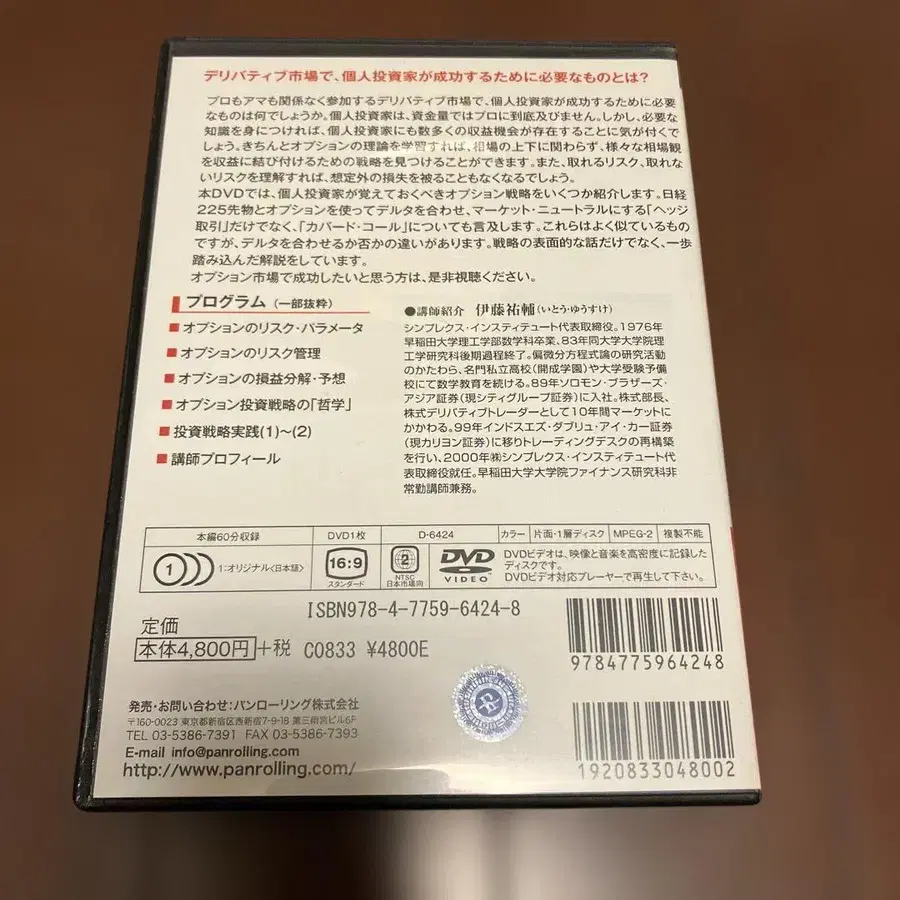 デリバティブ市場で、個人投資家が成功するために必要なものとは?
プロもアマも関係なく参加するデリバティブ市場で、個人投資家が成功するために必要
なものは何でしょうか。個人投資家は、資金量ではプロに到底及びません。しかし、必要な
知識を身につければ、個人投資家にも数多くの収益機会が存在することに気が付くで
しょう。きちんとオプションの理論を学習すれば、相場の上下に関わらず、様々な相場観
を収益に結び付けるための戦略を見つけることができます。また、取れるリスク、取れな
いリスクを理解すれば、想定外の損失を被ることもなくなるでしょう。
本DVDでは、個人投資家が覚えておくべきオプション戦略をいくつか紹介します。日経
225先物とオプションを使ってデルタを合わせ、マーケット・ニュートラルにする「ヘッジ
取引」だけでなく、「カバード・コール」についても言及します。これらはよく似ているもの
ですが、デルタを合わせるか否かの違いがあります。戦略の表面的な話だけでなく、一歩
踏み込んだ解説をしています。
オプション市場で成功したいと思う方は、是非視聴ください。
プログラム(一部抜粋)
■オプションのリスク・パラメータ
■オプションのリスク管理
■オプションの損益分解・予想
■オプション投資戦略の「哲学」
■投資戦略実践(1)~(2)
■講師プロフィール
●講師紹介 伊藤祐輔(いとう・ゆうすけ)
シンプレクス・インスティテュート代表取締役。1976年
早稲田大学理工学部数学科卒業、83年同大学大学院理
工学研究科後期過程終了。偏微分方程式論の研究活動
のかたわら、名門私立高校(開成学園)や大学受験予備
校にて数学教育を続ける。89年ソロモン・ブラザーズ・
アジア証券(現シティグループ証券)に入社。株式部長、
株式デリバティブトレーダーとして10年間マーケットに
かかわる。99年インドスエズ・ダブリュ・アイ・カー証券
(現カリヨン証券)に移りトレーディングデスクの再構築
を行い、2000年㈱シンプレクス・インスティテュート代
表取締役就任。早稲田大学大学院ファイナンス研究科非
常勤講師兼務。
本編60分収録 DVD1枚 D-6424 カラー 片面・1層ディスク MPEG-2 複製不能
1 1:オリジナル<日本語>
16:9
スタンダード
2
NTSC
日本市場向
DVD
VIDEO
DVDビデオは、映像と音楽を高密度に記録した
ディスクです。
DVDビデオ対応プレーヤーで再生して下さい。
ISBN978-4-7759-6424-8
定価
本体4,800円+税 C0833 ¥4800E
9784775964248
発売・お問い合わせ:パンローリング株式会社
〒160-0023 東京都新宿区西新宿7-9-18 第三雨宮ビル6F
TEL 03-5386-7391 FAX 03-5386-7393
E-mail info@panrolling.com
http://www.panrolling.com/
1920833048002